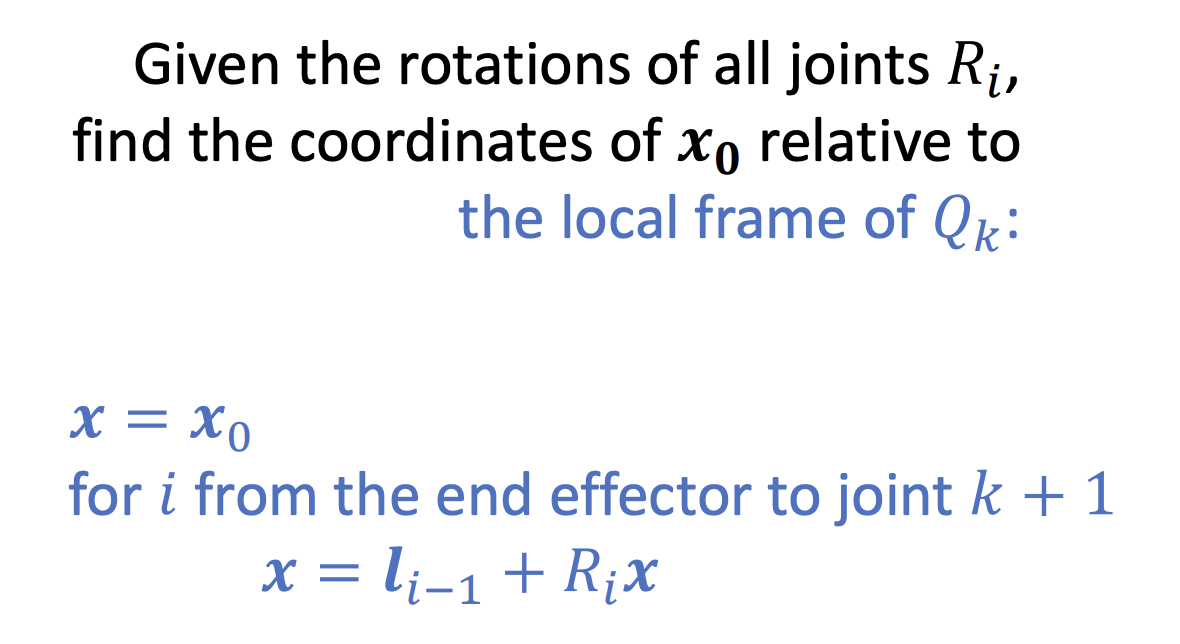 Given the rotations of all joints 𝑅ᵢ,
find the coordinates of 𝒙₀ relative to
the local frame of 𝑄ₖ:
𝒙 = 𝒙₀
for 𝑖 from the end effector to joint 𝑘 + 1
𝒙 = 𝒍ᵢ₋₁ + 𝑅ᵢ𝒙